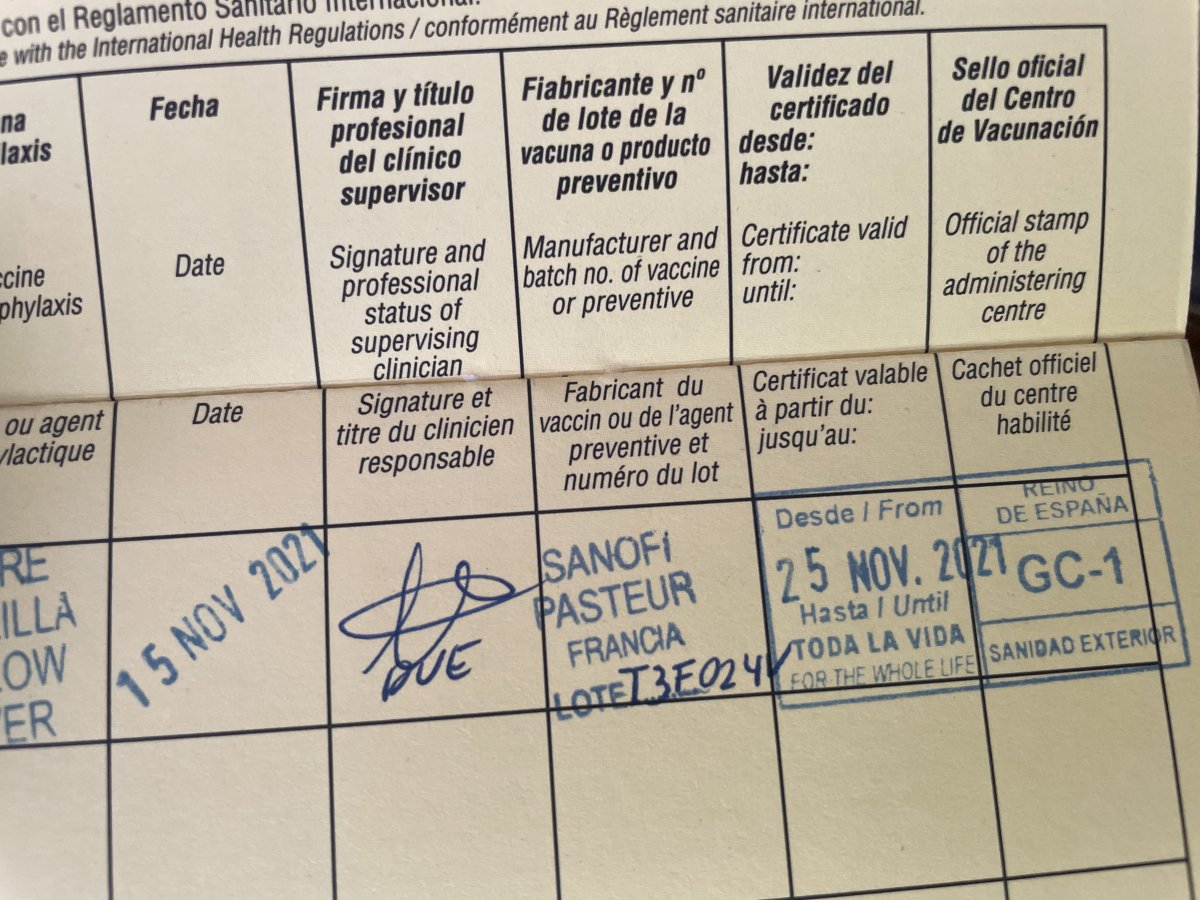 con el Reglamento Sanitario Internacional.
with the International Health Regulations / conformément au Règlement sanitaire international.
Fecha
Firma y título
profesional
del clínico
supervisor
Fiabricante y nº
de lote de la
vacuna o producto
preventivo
Validez del
certificado
desde:
hasta:
Sello oficial
del Centro
de Vacunación
Date
Signature and
professional
status of
supervising
clinician
Manufacturer and
batch no. of vaccine
or preventive
Certificate valid
from:
until:
Official stamp
of the
administering
centre
ou agent
Date
Signature et
titre du clinicien
responsable
Fabricant du
vaccin ou de l'agent
preventive et
numéro du lot
Certificat valable
à partir du:
jusqu'au:
Cachet officiel
du centre
habilité
15 NOV 2021
DUE
SANOFI
PASTEUR
FRANCIA
LOTE
Desde / From
25 NOV. 2021
Hasta / Until
TODA LA VIDA
FOR THE WHOLE LIFE
REINO
DE ESPAÑA
GC-1
SANIDAD EXTERIOR